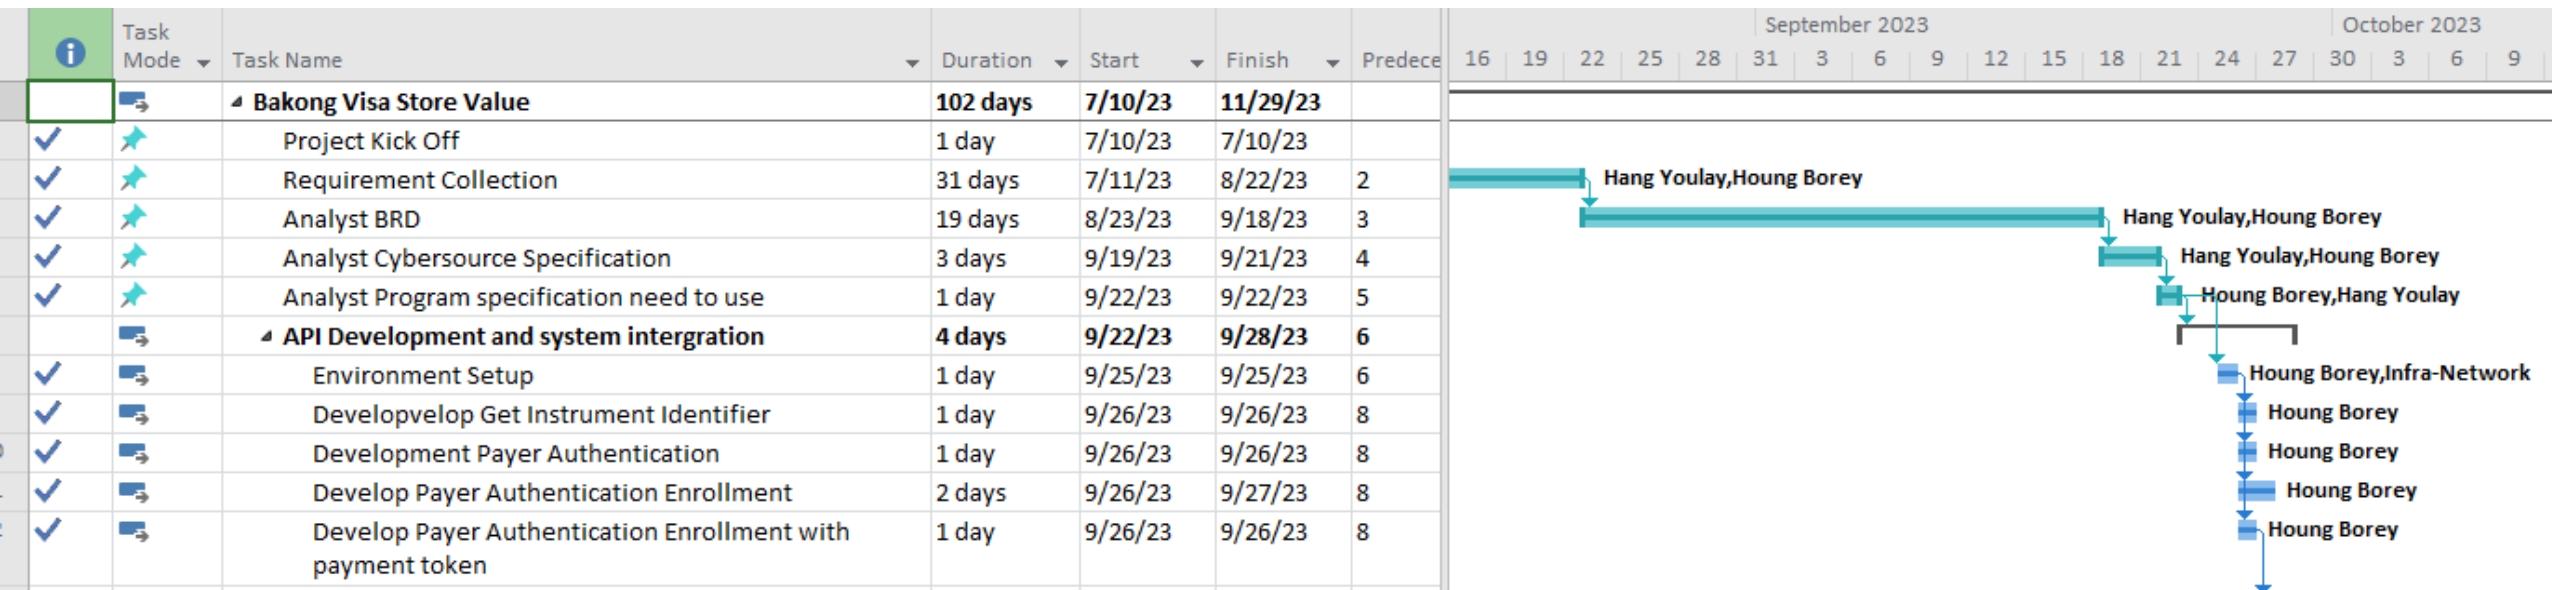 September 2023 October 2023
Task
Mode Task Name Duration Start Finish Predece 16 19 22 25 28 31 3 6 9 12 15 18 21 24 27 30 3 6 9
Bakong Visa Store Value 102 days 7/10/23 11/29/23
Project Kick Off 1 day 7/10/23 7/10/23
Requirement Collection 31 days 7/11/23 8/22/23 2 Hang Youlay,Houng Borey
Analyst BRD 19 days 8/23/23 9/18/23 3 Hang Youlay,Houng Borey
Analyst Cybersource Specification 3 days 9/19/23 9/21/23 4 Hang Youlay,Houng Borey
Analyst Program specification need to use 1 day 9/22/23 9/22/23 5 Houng Borey,Hang Youlay
API Development and system intergration 4 days 9/22/23 9/28/23 6
Environment Setup 1 day 9/25/23 9/25/23 6 Houng Borey,Infra-Network
Developvelop Get Instrument Identifier 1 day 9/26/23 9/26/23 8 Houng Borey
Development Payer Authentication 1 day 9/26/23 9/26/23 8 Houng Borey
Develop Payer Authentication Enrollment 2 days 9/26/23 9/27/23 8 Houng Borey
Develop Payer Authentication Enrollment with 1 day 9/26/23 9/26/23 8 Houng Borey
payment token